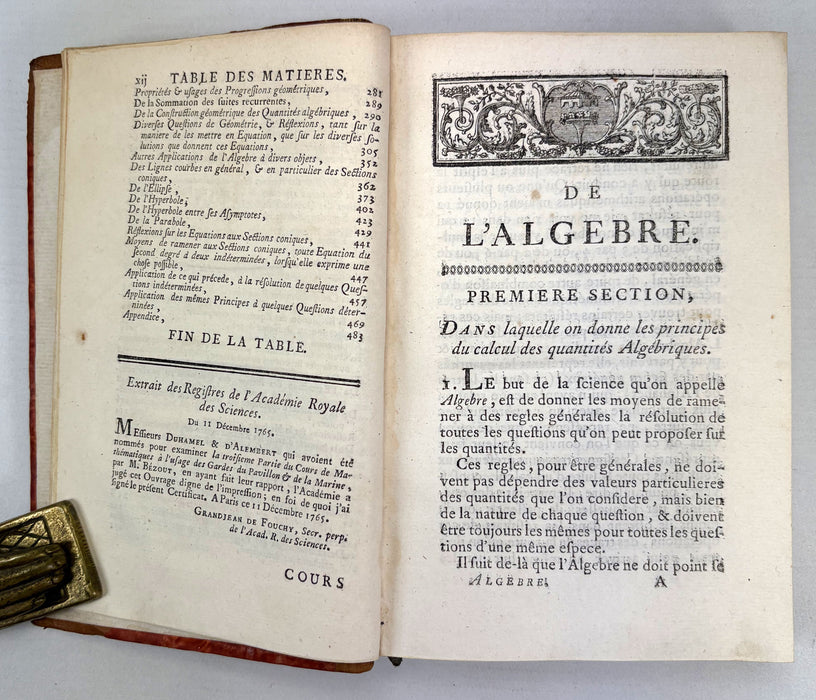 xij TABLE DES MATIERES.
Propriétés & usages des Progressions géometriques, 281
De la Sommation des suites recurrentes, 289
De la Construction géometrique des Quantités algébriques, 290
Diverses Questions de Géométrie, & Réflexions, tant sur la
maniere de les mettre en Equation, que sur les diverses so-
lutions que donnent ces Equations, 305
Autres Applications de l'Algebre à divers objets, 352
Des Lignes courbes en général, & en particulier des Sections
coniques, 362
De l'Ellipse, 373
De l'Hyperbole, 402
De l'Hyperbole entre ses Asymptotes, 423
De la Parabole, 429
Réflexions sur les Equations aux Sections coniques, 441
Moyens de ramener aux Sections coniques, toute Equation du
second degré à deux indéterminées, lorsqu'elle exprime une
chose possible, 447
Application de ce qui précede, à la résolution de quelques Ques-
tions indéterminées, 457
Application des mêmes Principes à quelques Questions déter-
minées, 469
Appendice, 483
FIN DE LA TABLE.
Extrait des Registres de l'Académie Royale
des Sciences.
Du 11 Décembre 1765.
Messieurs DUHAMEL & D'ALEMBERT qui avoient été
nommés pour examiner la troisieme Partie du Cours de Ma-
thématiques à l'usage des Gardes du Pavillon & de la Marine,
par M. BÉZOUT, en ayant fait leur rapport, l'Académie a
jugé cet Ouvrage digne de l'impression; en foi de quoi j'ai
signé le présent Certificat. A Paris ce 11 Décembre 1765.
GRANDJEAN DE FOUCHY, Secr. perp.
de l'Acad. R. des Sciences.
COURS
DE
L'ALGEBRE.
PREMIERE SECTION,
DANS laquelle on donne les principes
du calcul des quantités Algébriques.
1. LE but de la science qu'on appelle
Algebre, est de donner les moyens de rame-
ner à des regles générales la résolution de
toutes les questions qu'on peut proposer sur
les quantités.
Ces regles, pour être générales, ne doi-
vent pas dépendre des valeurs particulieres
des quantités que l'on considere, mais bien
de la nature de chaque question, & doivent
être toujours les mêmes pour toutes les ques-
tions d'une même espece.
Il suit de-là que l'Algebre ne doit point se
ALGEBRE. A